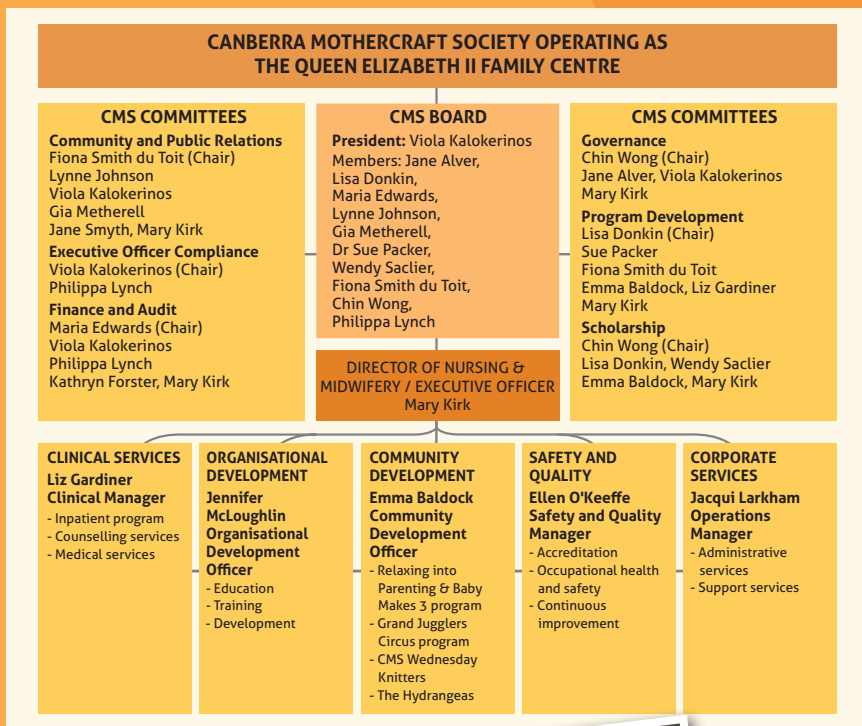 CANBERRA MOTHERCRAFT SOCIETY OPERATING AS
THE QUEEN ELIZABETH II FAMILY CENTRE
CMS COMMITTEES
Community and Public Relations
Fiona Smith du Toit (Chair)
Lynne Johnson
Viola Kalokerinos
Gia Metherell
Jane Smyth, Mary Kirk
Executive Officer Compliance
Viola Kalokerinos (Chair)
Philippa Lynch
Finance and Audit
Maria Edwards (Chair)
Viola Kalokerinos
Philippa Lynch
Kathryn Forster, Mary Kirk
CMS BOARD
President: Viola Kalokerinos
Members: Jane Alver,
Lisa Donkin,
Maria Edwards,
Lynne Johnson,
Gia Metherell,
Dr Sue Packer,
Wendy Saclier,
Fiona Smith du Toit,
Chin Wong,
Philippa Lynch
CMS COMMITTEES
Governance
Chin Wong (Chair)
Jane Alver, Viola Kalokerinos
Mary Kirk
Program Development
Lisa Donkin (Chair)
Sue Packer
Fiona Smith du Toit
Emma Baldock, Liz Gardiner
Mary Kirk
Scholarship
Chin Wong (Chair)
Lisa Donkin, Wendy Saclier
Emma Baldock, Mary Kirk
DIRECTOR OF NURSING &
MIDWIFERY / EXECUTIVE OFFICER
Mary Kirk
CLINICAL SERVICES
Liz Gardiner
Clinical Manager
- Inpatient program
- Counselling services
- Medical services
ORGANISATIONAL
DEVELOPMENT
Jennifer
McLoughlin
Organisational
Development
Officer
- Education
- Training
- Development
COMMUNITY
DEVELOPMENT
Emma Baldock
Community
Development
Officer
- Relaxing into
Parenting & Baby
Makes 3 program
- Grand Jugglers
Circus program
- CMS Wednesday
Knitters
- The Hydrangeas
SAFETY AND
QUALITY
Ellen O'Keeffe
Safety and Quality
Manager
- Accreditation
- Occupational health
and safety
- Continuous
improvement
CORPORATE
SERVICES
Jacqui Larkham
Operations
Manager
- Administrative
services
- Support services